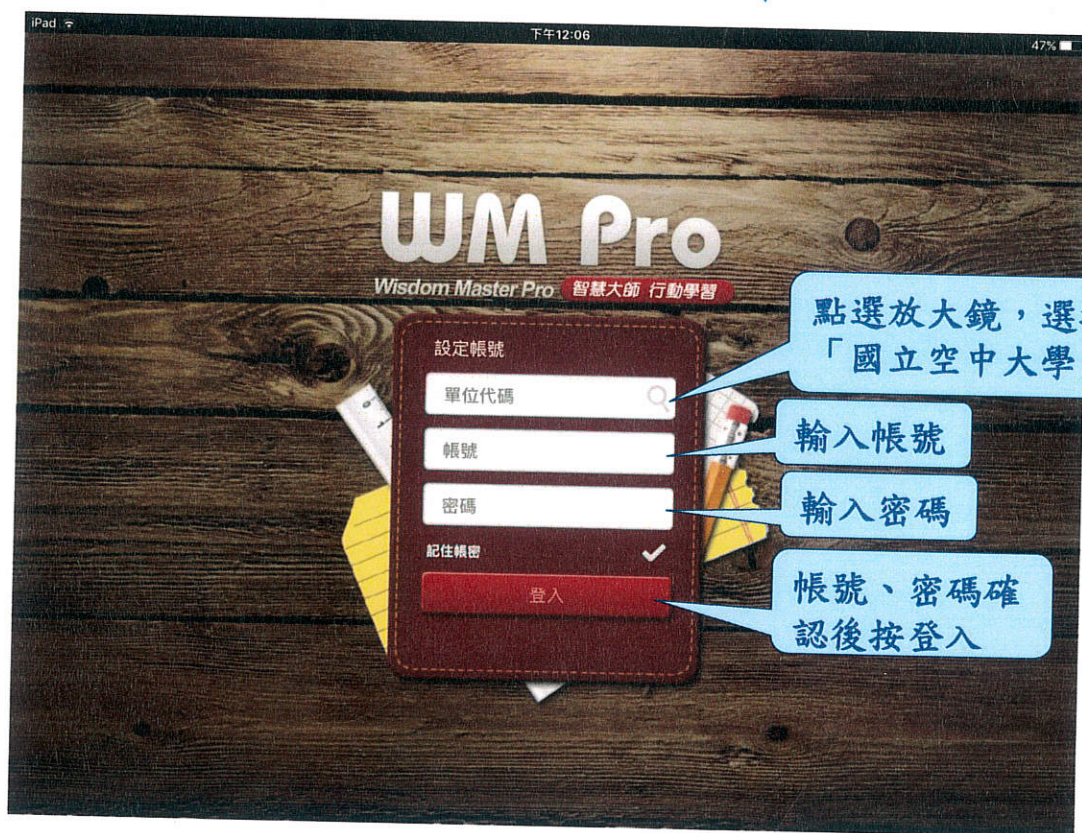 iPad
下午12:06
47%
WM Pro
Wisdom Master Pro 智慧大師 行動學習
設定帳號
單位代碼
帳號
密碼
記住帳密
登入
點選放大鏡，選
「國立空中大學
輸入帳號
輸入密碼
帳號、密碼確
認後按登入